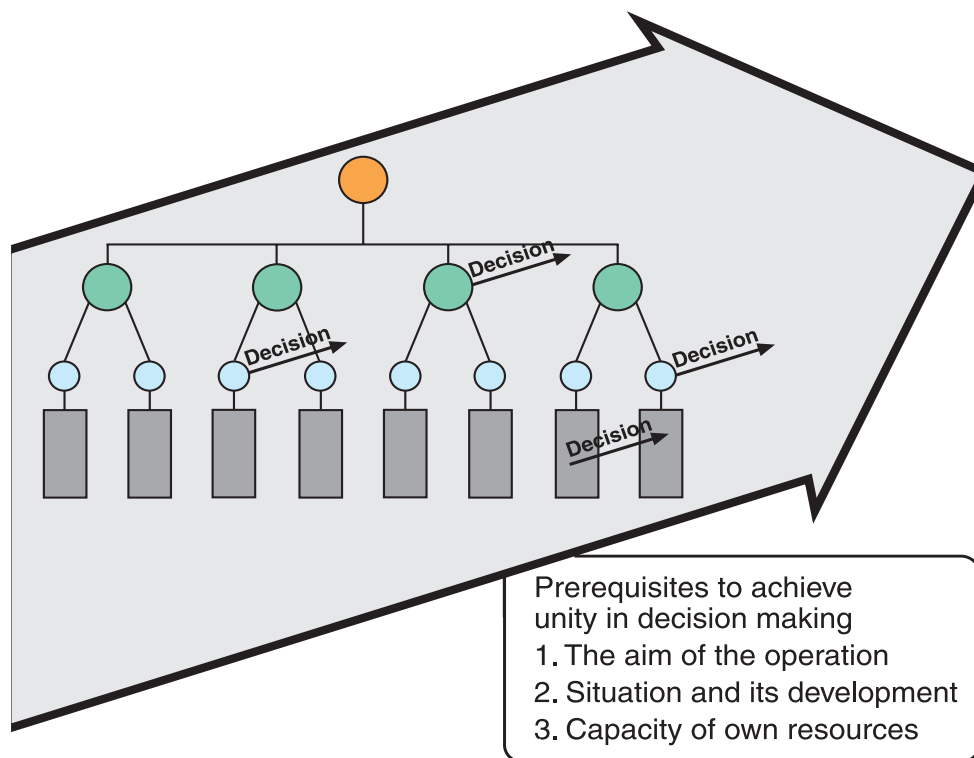 Decision
Decision
Decision
Decision
Prerequisites to achieve
unity in decision making
1. The aim of the operation
2. Situation and its development
3. Capacity of own resources